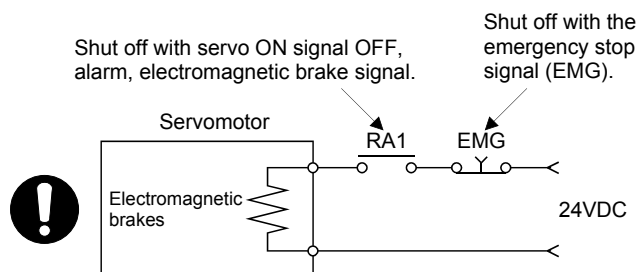 Shut off with servo ON signal OFF,
alarm, electromagnetic brake signal.
Shut off with the
emergency stop
signal (EMG).
Servomotor
RA1
EMG
Electromagnetic
brakes
24VDC